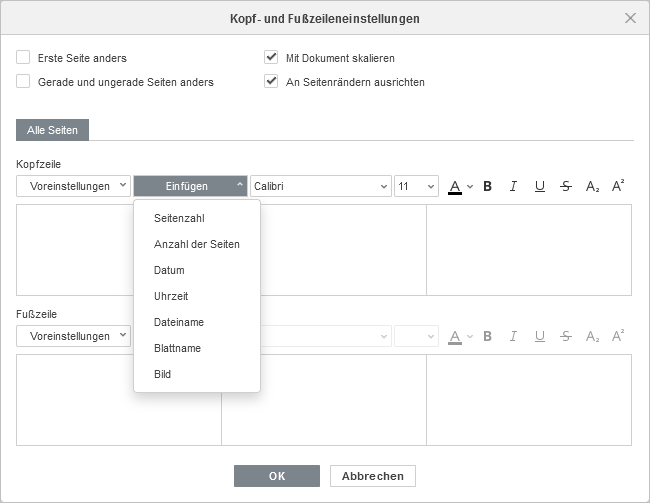 Kopf- und Fußzeileneinstellungen
Erste Seite anders
Mit Dokument skalieren
Gerade und ungerade Seiten anders
An Seitenrändern ausrichten
Alle Seiten
Kopfzeile
Voreinstellungen Einfügen Calibri 11 A B I U S A₂ A²
Seitenzahl
Anzahl der Seiten
Datum
Uhrzeit
Dateiname
Blattname
Bild
Fußzeile
Voreinstellungen A B I U S A₂ A²
OK Abbrechen